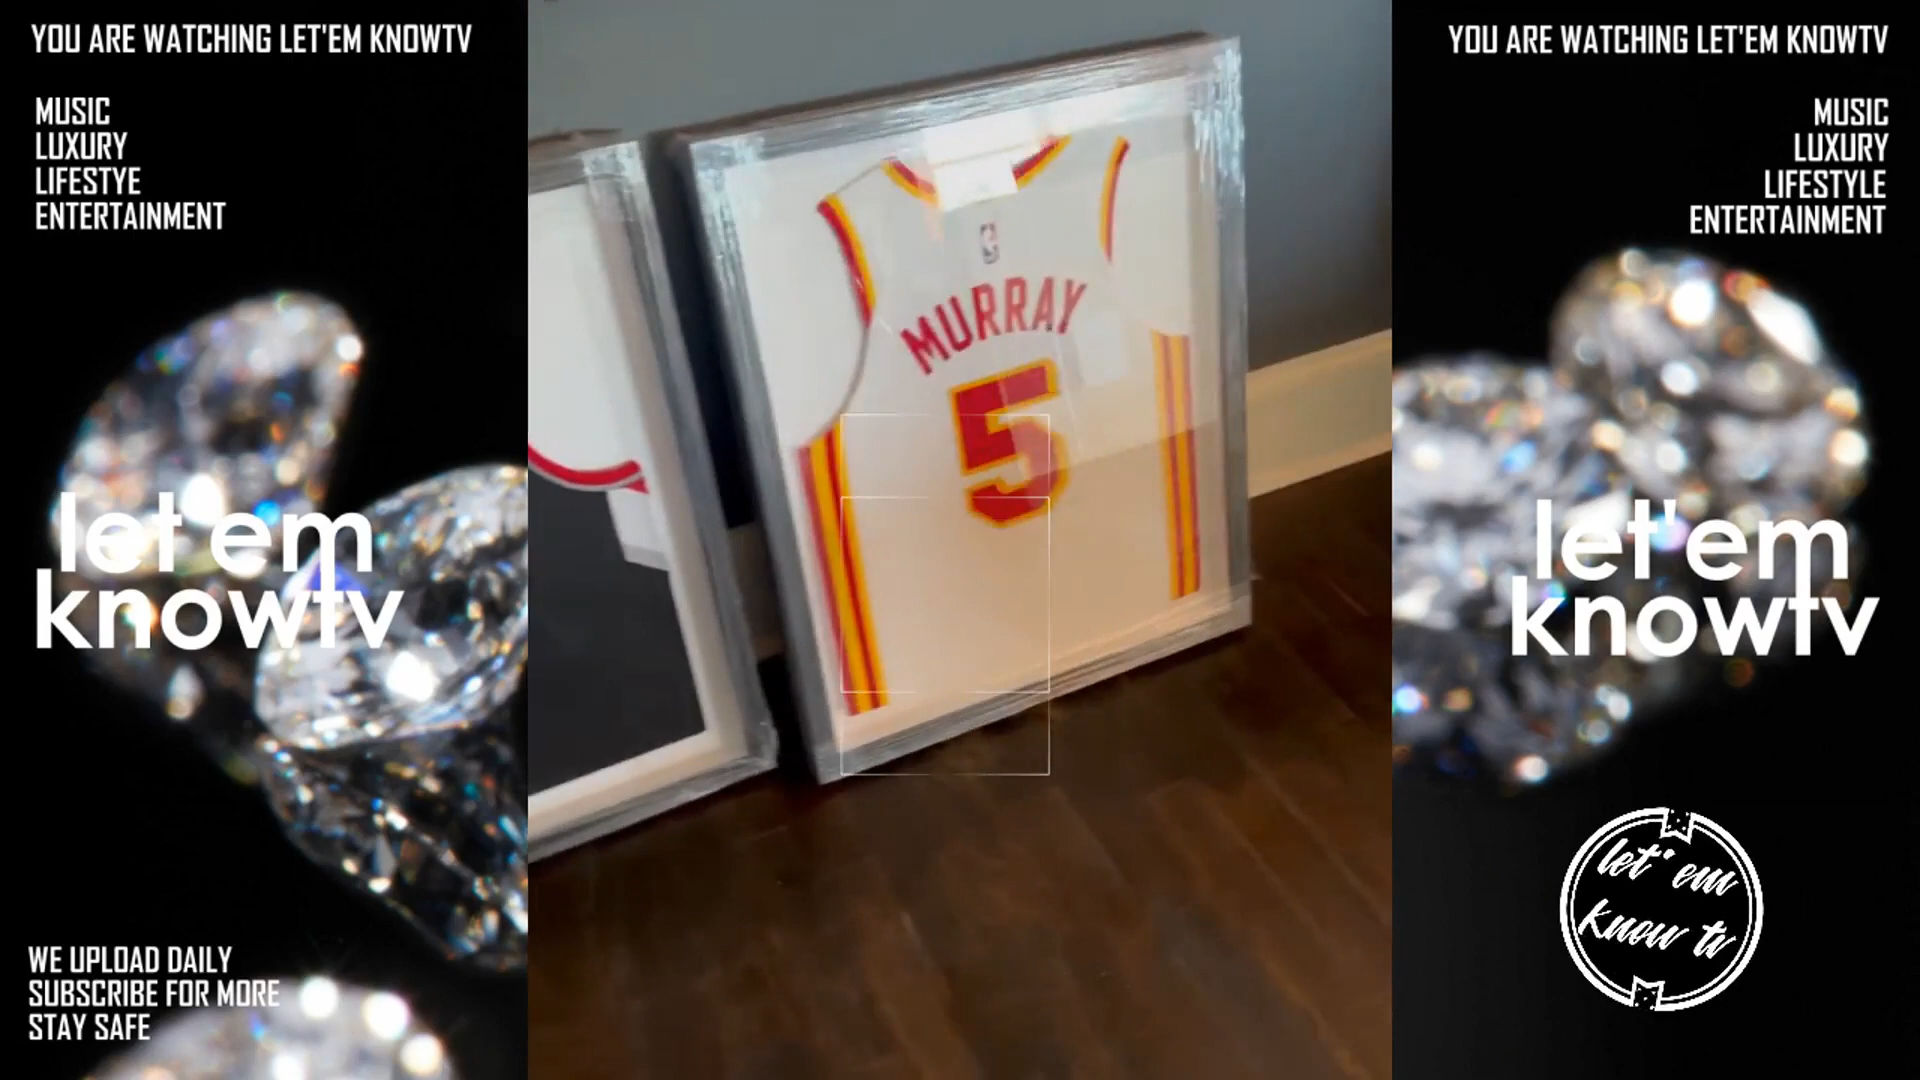 YOU ARE WATCHING LET'EM KNOWTV
MUSIC
LUXURY
LIFESTYE
ENTERTAINMENT
let'em
knowtv
WE UPLOAD DAILY
SUBSCRIBE FOR MORE
STAY SAFE
MURRAY
5
YOU ARE WATCHING LET'EM KNOWTV
MUSIC
LUXURY
LIFESTYLE
ENTERTAINMENT
let'em
knowtv
let'em
know tv